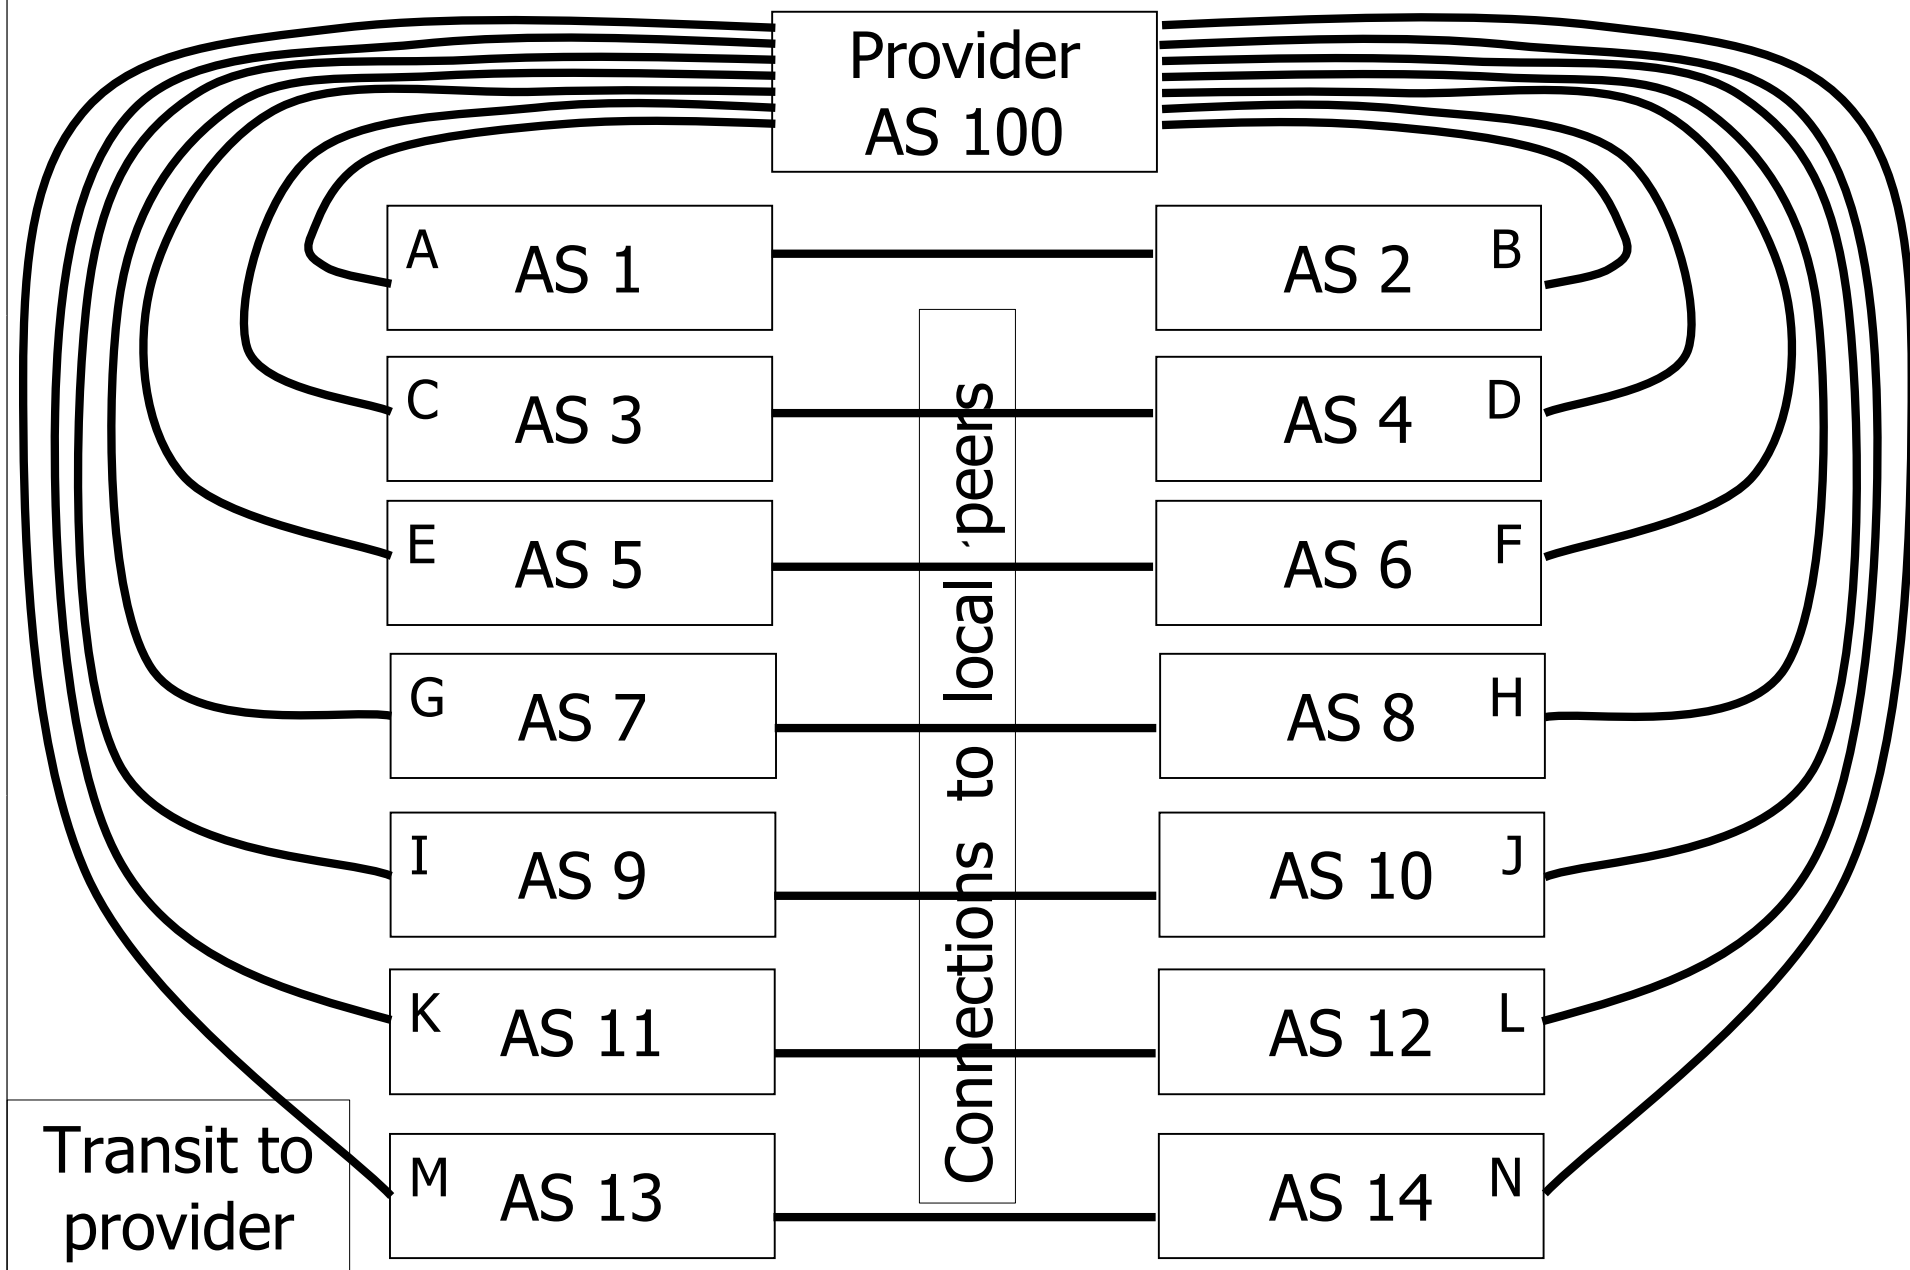 Provider
AS 100
A AS 1
AS 2 B
C AS 3
AS 4 D
E AS 5
AS 6 F
G AS 7
AS 8 H
I AS 9
AS 10 J
K AS 11
AS 12 L
M AS 13
AS 14 N
Connections to local ´peers
Transit to
provider